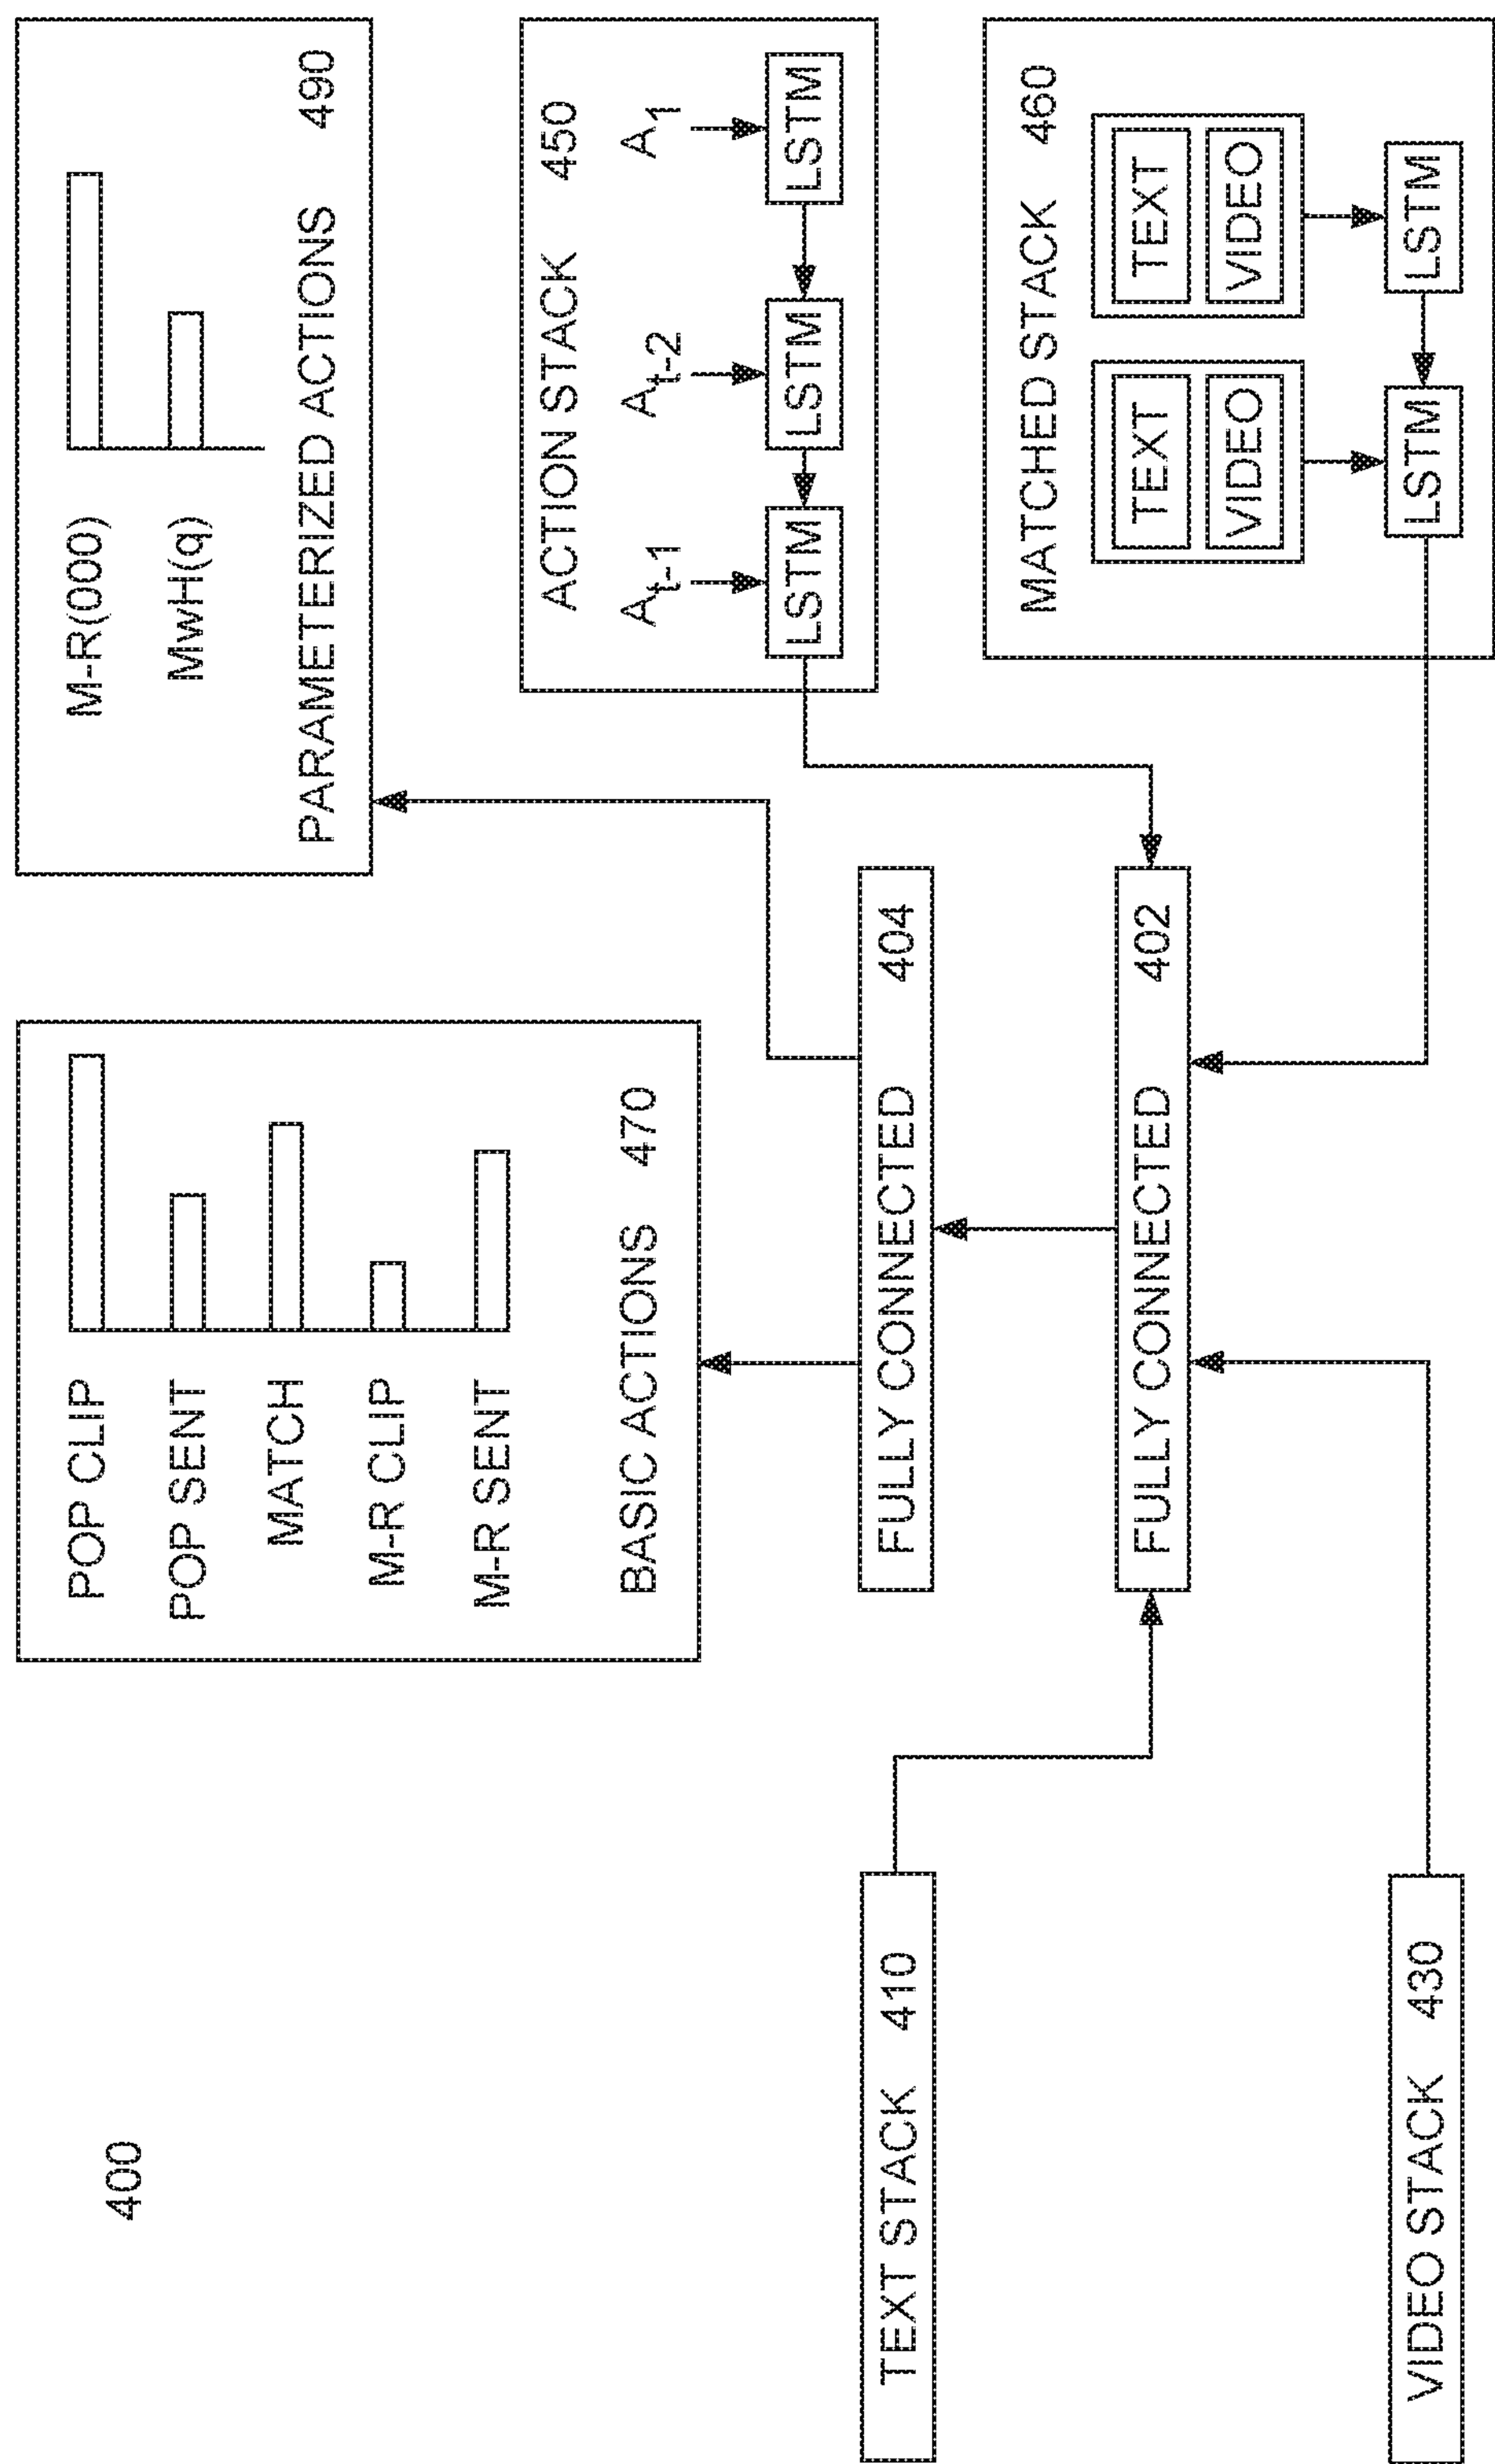 400
POP CLIP
POP SENT
MATCH
M-R CLIP
M-R SENT
BASIC ACTIONS 470
M-R(000)
MwH(q)
PARAMETERIZED ACTIONS 490
TEXT STACK 410
FULLY CONNECTED 404
ACTION STACK 450
At-1 At-2 A1
LSTM LSTM LSTM
FULLY CONNECTED 402
MATCHED STACK 460
TEXT TEXT
VIDEO VIDEO
LSTM LSTM
VIDEO STACK 430